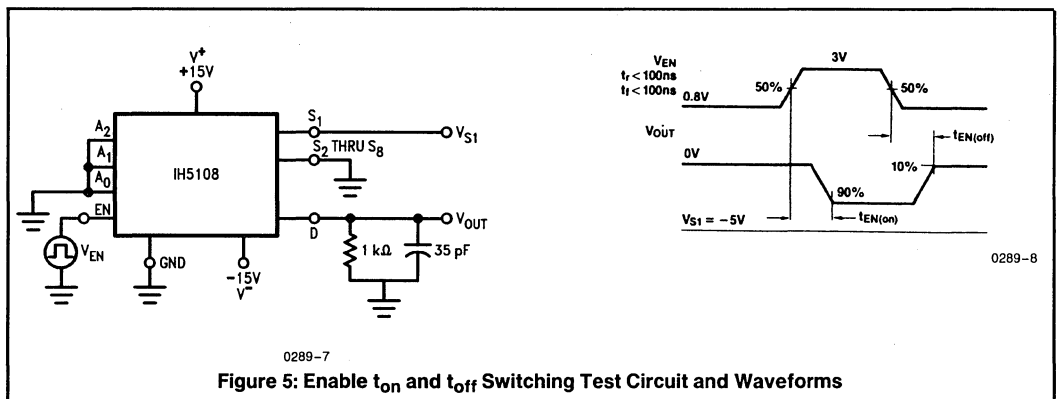 V+
+15V
A2
A1
A0
EN
IH5108
S1
VS1
S2 THRU S8
D
VOUT
VEN
GND
-15V
V-
1 kΩ
35 pF
0289-7
VEN
tr < 100ns
tf < 100ns
0.8V
50%
3V
50%
VOUT
0V
tEN(off)
10%
90%
VS1 = -5V
tEN(on)
0289-8
Figure 5: Enable ton and toff Switching Test Circuit and Waveforms